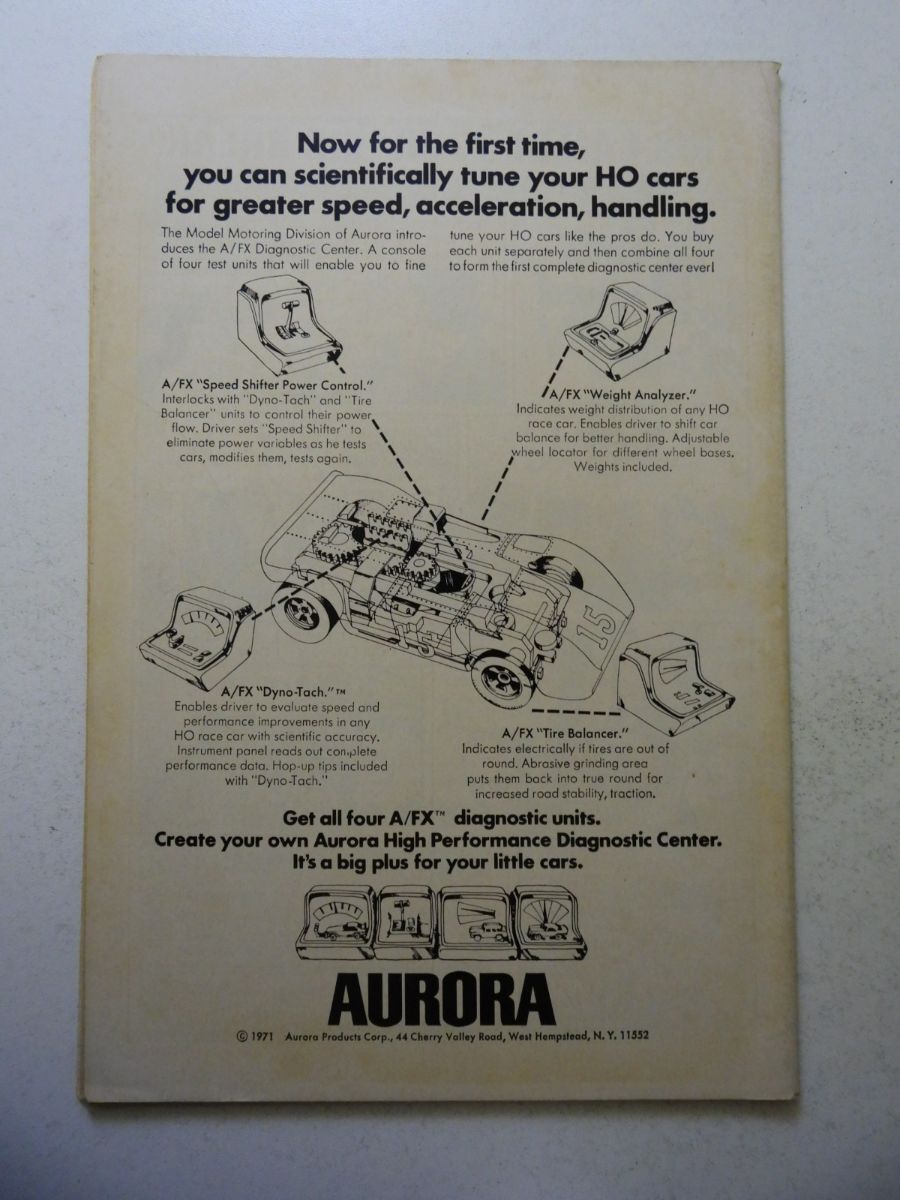 Now for the first time,
you can scientifically tune your HO cars
for greater speed, acceleration, handling.
The Model Motoring Division of Aurora intro-
duces the A/FX Diagnostic Center. A console
of four test units that will enable you to fine
tune your HO cars like the pros do. You buy
each unit separately and then combine all four
to form the first complete diagnostic center ever!
A/FX "Speed Shifter Power Control."
Interlocks with "Dyno-Tach" and "Tire
Balancer" units to control their power
flow. Driver sets "Speed Shifter" to
eliminate power variables as he tests
cars, modifies them, tests again.
A/FX "Weight Analyzer."
Indicates weight distribution of any HO
race car. Enables driver to shift car
balance for better handling. Adjustable
wheel locator for different wheel bases.
Weights included.
15
A/FX "Dyno-Tach."™
Enables driver to evaluate speed and
performance improvements in any
HO race car with scientific accuracy.
Instrument panel reads out complete
performance data. Hop-up tips included
with "Dyno-Tach."
A/FX "Tire Balancer."
Indicates electrically if tires are out of
round. Abrasive grinding area
puts them back into true round for
increased road stability, traction.
Get all four A/FX™ diagnostic units.
Create your own Aurora High Performance Diagnostic Center.
It's a big plus for your little cars.
AURORA
© 1971 Aurora Products Corp., 44 Cherry Valley Road, West Hempstead, N. Y. 11552